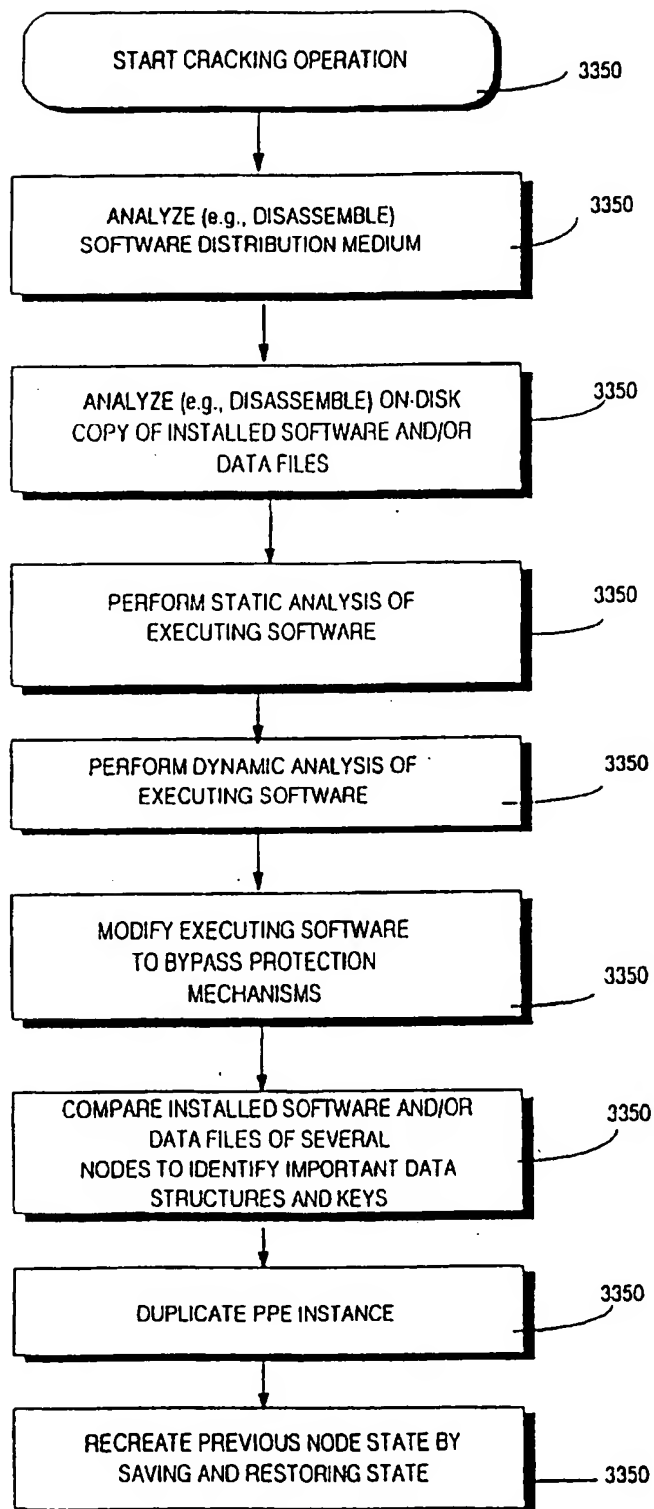 START CRACKING OPERATION
3350
ANALYZE (e.g., DISASSEMBLE)
SOFTWARE DISTRIBUTION MEDIUM
3350
ANALYZE (e.g., DISASSEMBLE) ON-DISK
COPY OF INSTALLED SOFTWARE AND/OR
DATA FILES
3350
PERFORM STATIC ANALYSIS OF
EXECUTING SOFTWARE
3350
PERFORM DYNAMIC ANALYSIS OF
EXECUTING SOFTWARE
3350
MODIFY EXECUTING SOFTWARE
TO BYPASS PROTECTION
MECHANISMS
3350
COMPARE INSTALLED SOFTWARE AND/OR
DATA FILES OF SEVERAL
NODES TO IDENTIFY IMPORTANT DATA
STRUCTURES AND KEYS
3350
DUPLICATE PPE INSTANCE
3350
RECREATE PREVIOUS NODE STATE BY
SAVING AND RESTORING STATE
3350